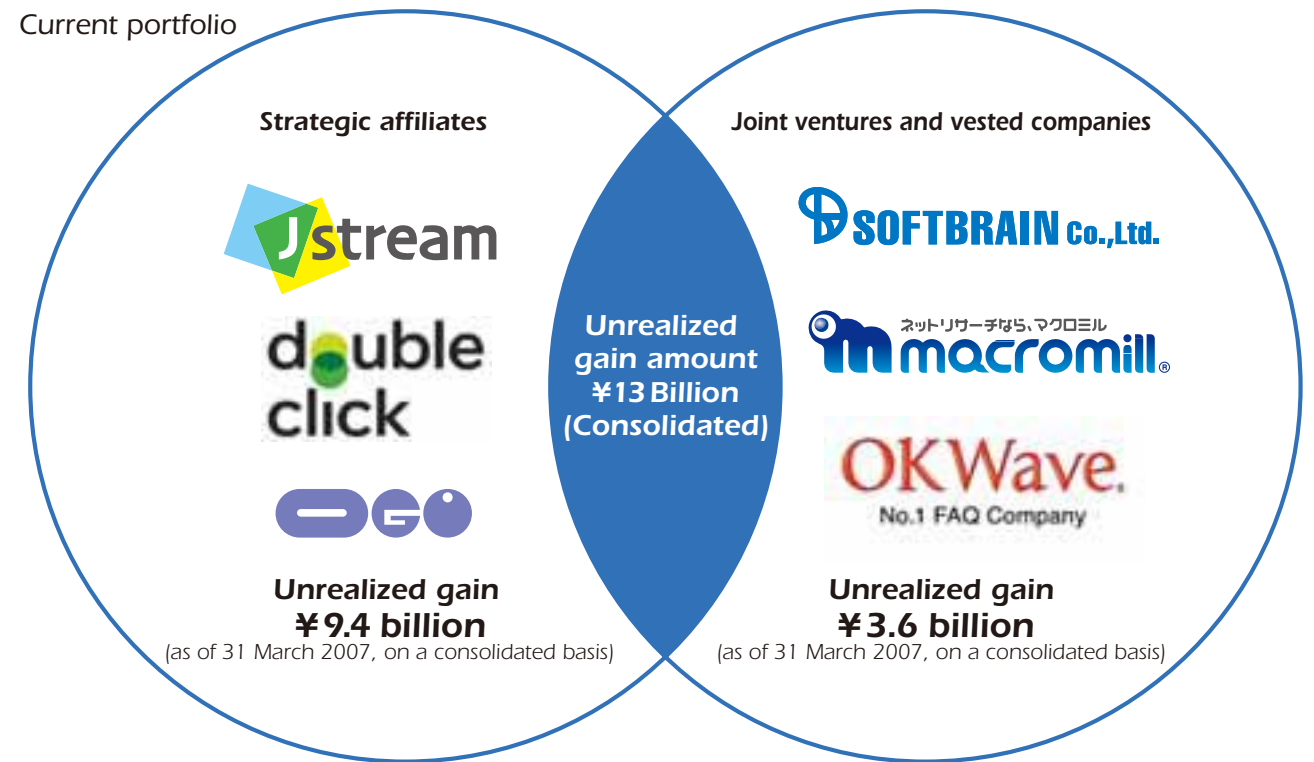 Current portfolio
Strategic affiliates
Jstream
double
click
Unrealized gain
¥9.4 billion
(as of 31 March 2007, on a consolidated basis)
Unrealized
gain amount
¥13 Billion
(Consolidated)
Joint ventures and vested companies
SOFTBRAIN Co.,Ltd.
ネットリサーチなら、マクロミル
macromill®
OKWave.
No.1 FAQ Company
Unrealized gain
¥3.6 billion
(as of 31 March 2007, on a consolidated basis)